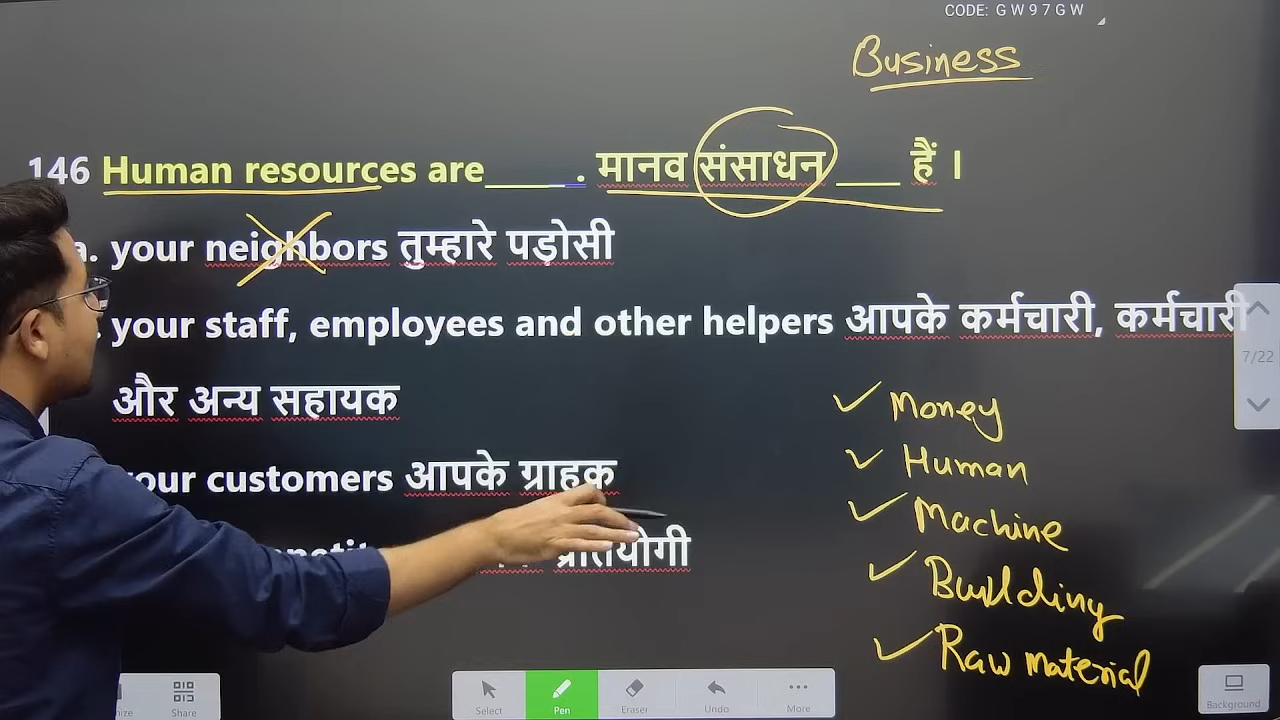 CODE: G W 9 7 G W
Business
146 Human resources are____. मानव संसाधन ____ हैं ।
a. your neighbors तुम्हारे पड़ोसी
your staff, employees and other helpers आपके कर्मचारी, कर्मचारी
और अन्य सहायक
your customers आपके ग्राहक
प्रतियोगी
Money
Human
Machine
Building
Raw material
7/22
Share
Select
Pen
Eraser
Undo
More
Background